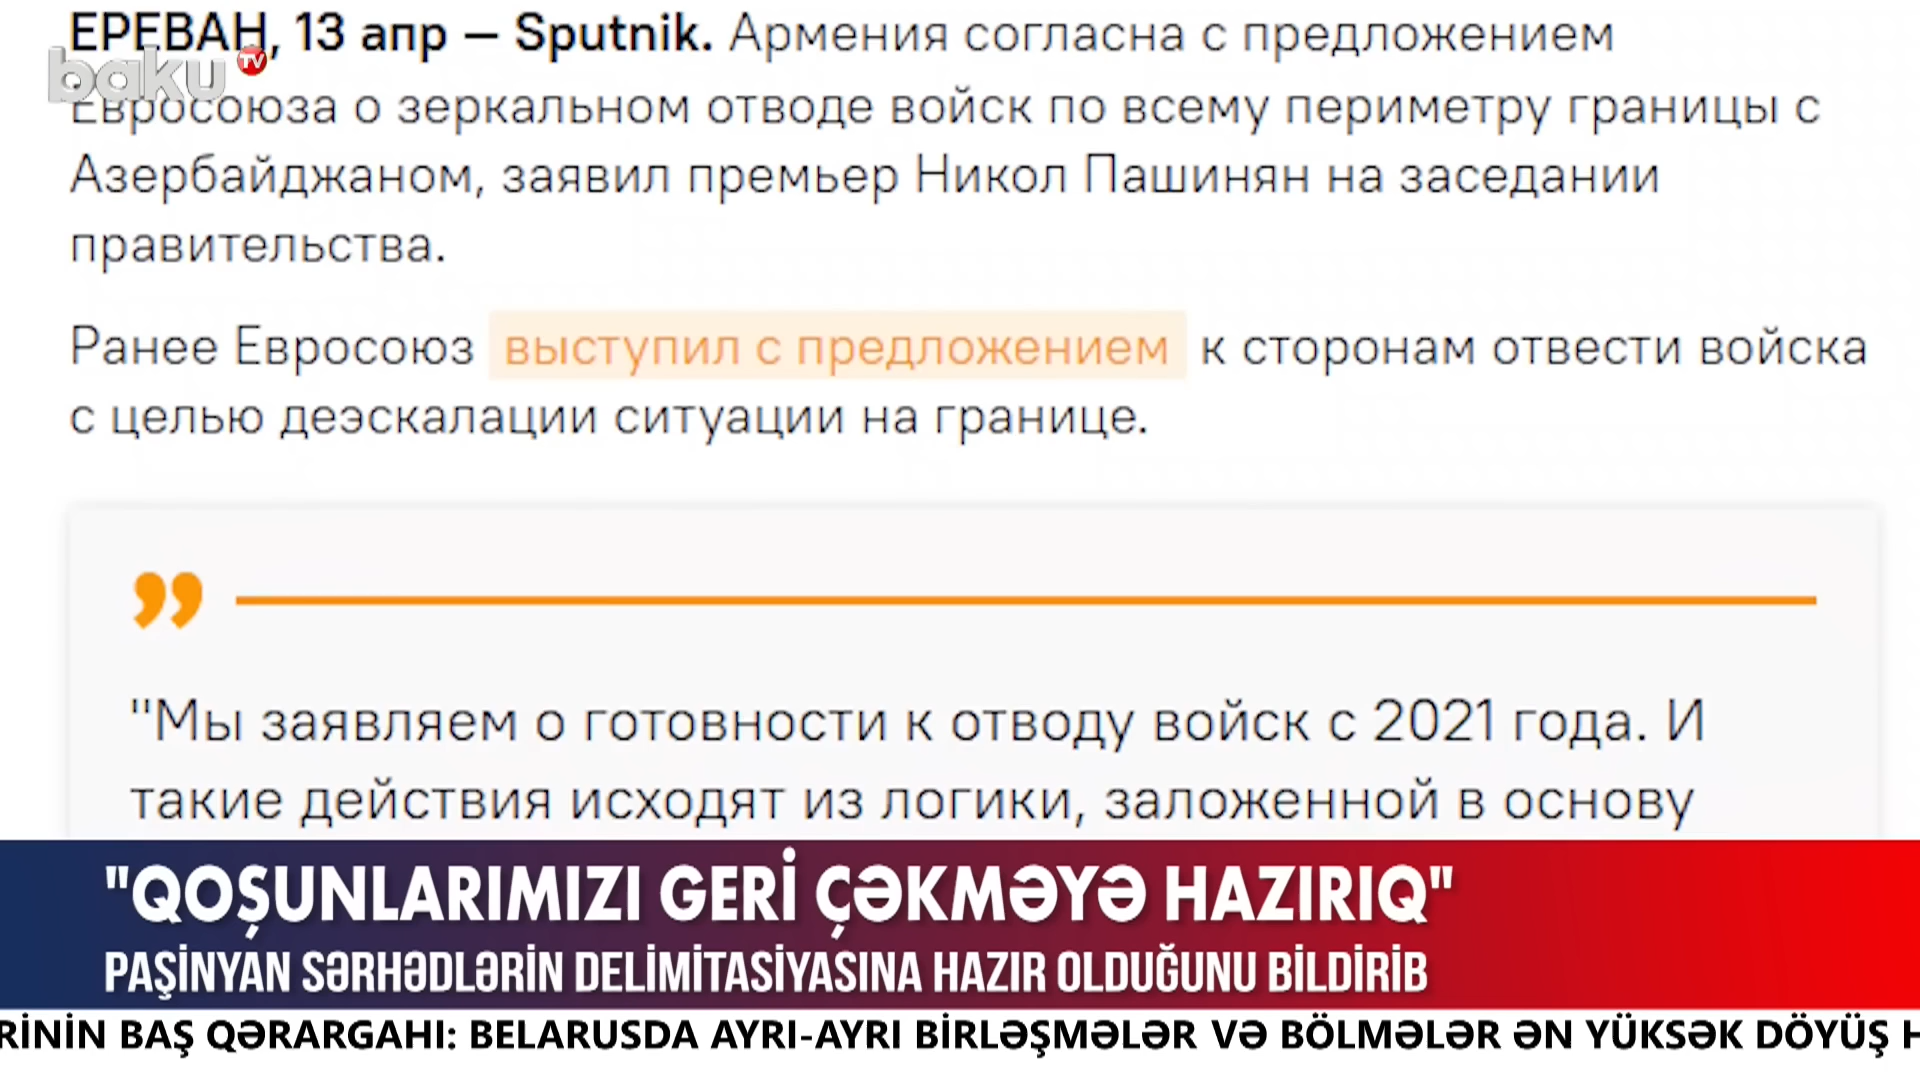 ЕРЕВАН, 13 апр — Sputnik. Армения согласна с предложением
baku TV
Евросоюза о зеркальном отводе войск по всему периметру границы с
Азербайджаном, заявил премьер Никол Пашинян на заседании
правительства.
Ранее Евросоюз выступил с предложением к сторонам отвести войска
с целью деэскалации ситуации на границе.
"Мы заявляем о готовности к отводу войск с 2021 года. И
такие действия исходят из логики, заложенной в основу
"QOŞUNLARIMIZI GERİ ÇƏKMƏYƏ HAZIRIQ"
PAŞİNYAN SƏRHƏDLƏRİN DELİMİTASİYASINA HAZIR OLDUĞUNU BİLDİRİB
RİNİN BAŞ QƏRARGAHI: BELARUSDA AYRI-AYRI BİRLƏŞMƏLƏR VƏ BÖLMƏLƏR ƏN YÜKSƏK DÖYÜŞ H